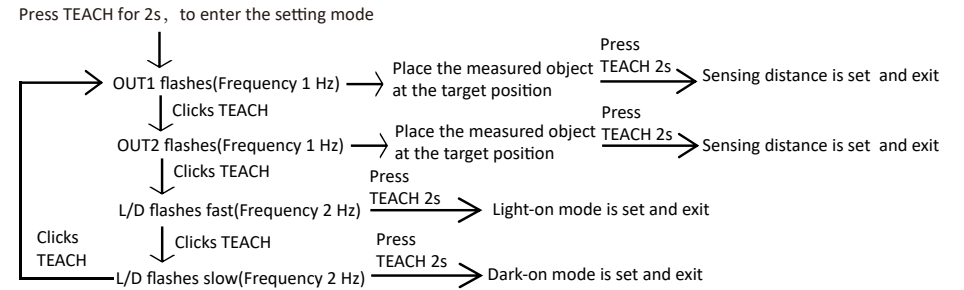 Press TEACH for 2s, to enter the setting mode
OUT1 flashes(Frequency 1 Hz)
Place the measured object
at the target position
Press
TEACH 2s
Sensing distance is set and exit
Clicks TEACH
OUT2 flashes(Frequency 1 Hz)
Place the measured object
at the target position
Press
TEACH 2s
Sensing distance is set and exit
Clicks TEACH
L/D flashes fast(Frequency 2 Hz)
Press
TEACH 2s
Light-on mode is set and exit
Clicks TEACH
L/D flashes slow(Frequency 2 Hz)
Press
TEACH 2s
Dark-on mode is set and exit
Clicks
TEACH